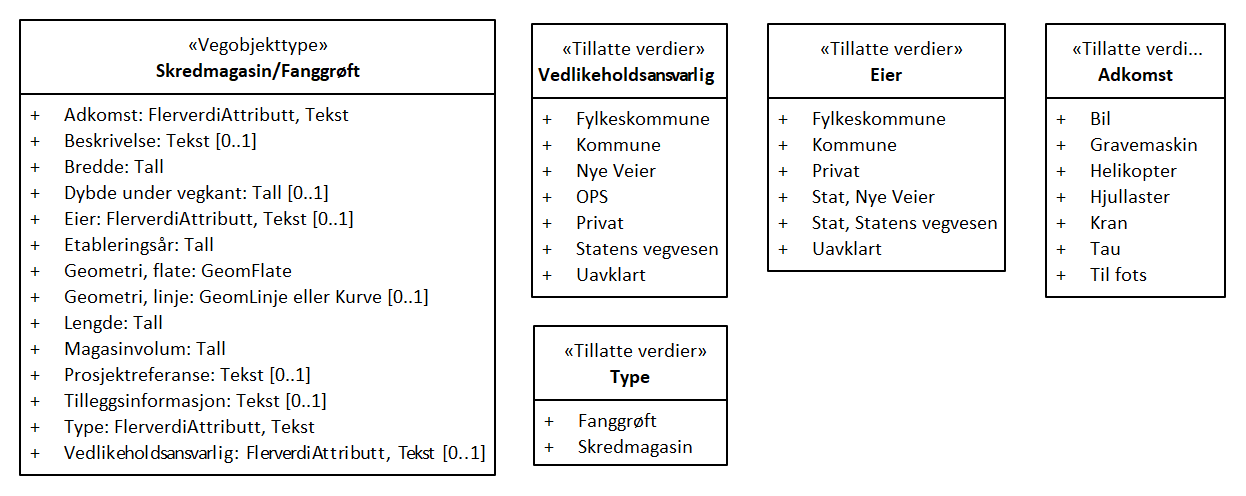 «Vegobjekttype»
Skredmagasin/Fanggrøft
+ Adkomst: FlerverdiAttributt, Tekst
+ Beskrivelse: Tekst [0..1]
+ Bredde: Tall
+ Dybde under vegkant: Tall [0..1]
+ Eier: FlerverdiAttributt, Tekst [0..1]
+ Etableringsår: Tall
+ Geometri, flate: GeomFlate
+ Geometri, linje: GeomLinje eller Kurve [0..1]
+ Lengde: Tall
+ Magasinvolum: Tall
+ Prosjektreferanse: Tekst [0..1]
+ Tilleggsinformasjon: Tekst [0..1]
+ Type: FlerverdiAttributt, Tekst
+ Vedlikeholdsansvarlig: FlerverdiAttributt, Tekst [0..1]
«Tillatte verdier»
Vedlikeholdsansvarlig
+ Fylkeskommune
+ Kommune
+ Nye Veier
+ OPS
+ Privat
+ Statens vegvesen
+ Uavklart
«Tillatte verdier»
Eier
+ Fylkeskommune
+ Kommune
+ Privat
+ Stat, Nye Veier
+ Stat, Statens vegvesen
+ Uavklart
«Tillatte verdi...
Adkomst
+ Bil
+ Gravemaskin
+ Helikopter
+ Hjullaster
+ Kran
+ Tau
+ Til fots
«Tillatte verdier»
Type
+ Fanggrøft
+ Skredmagasin